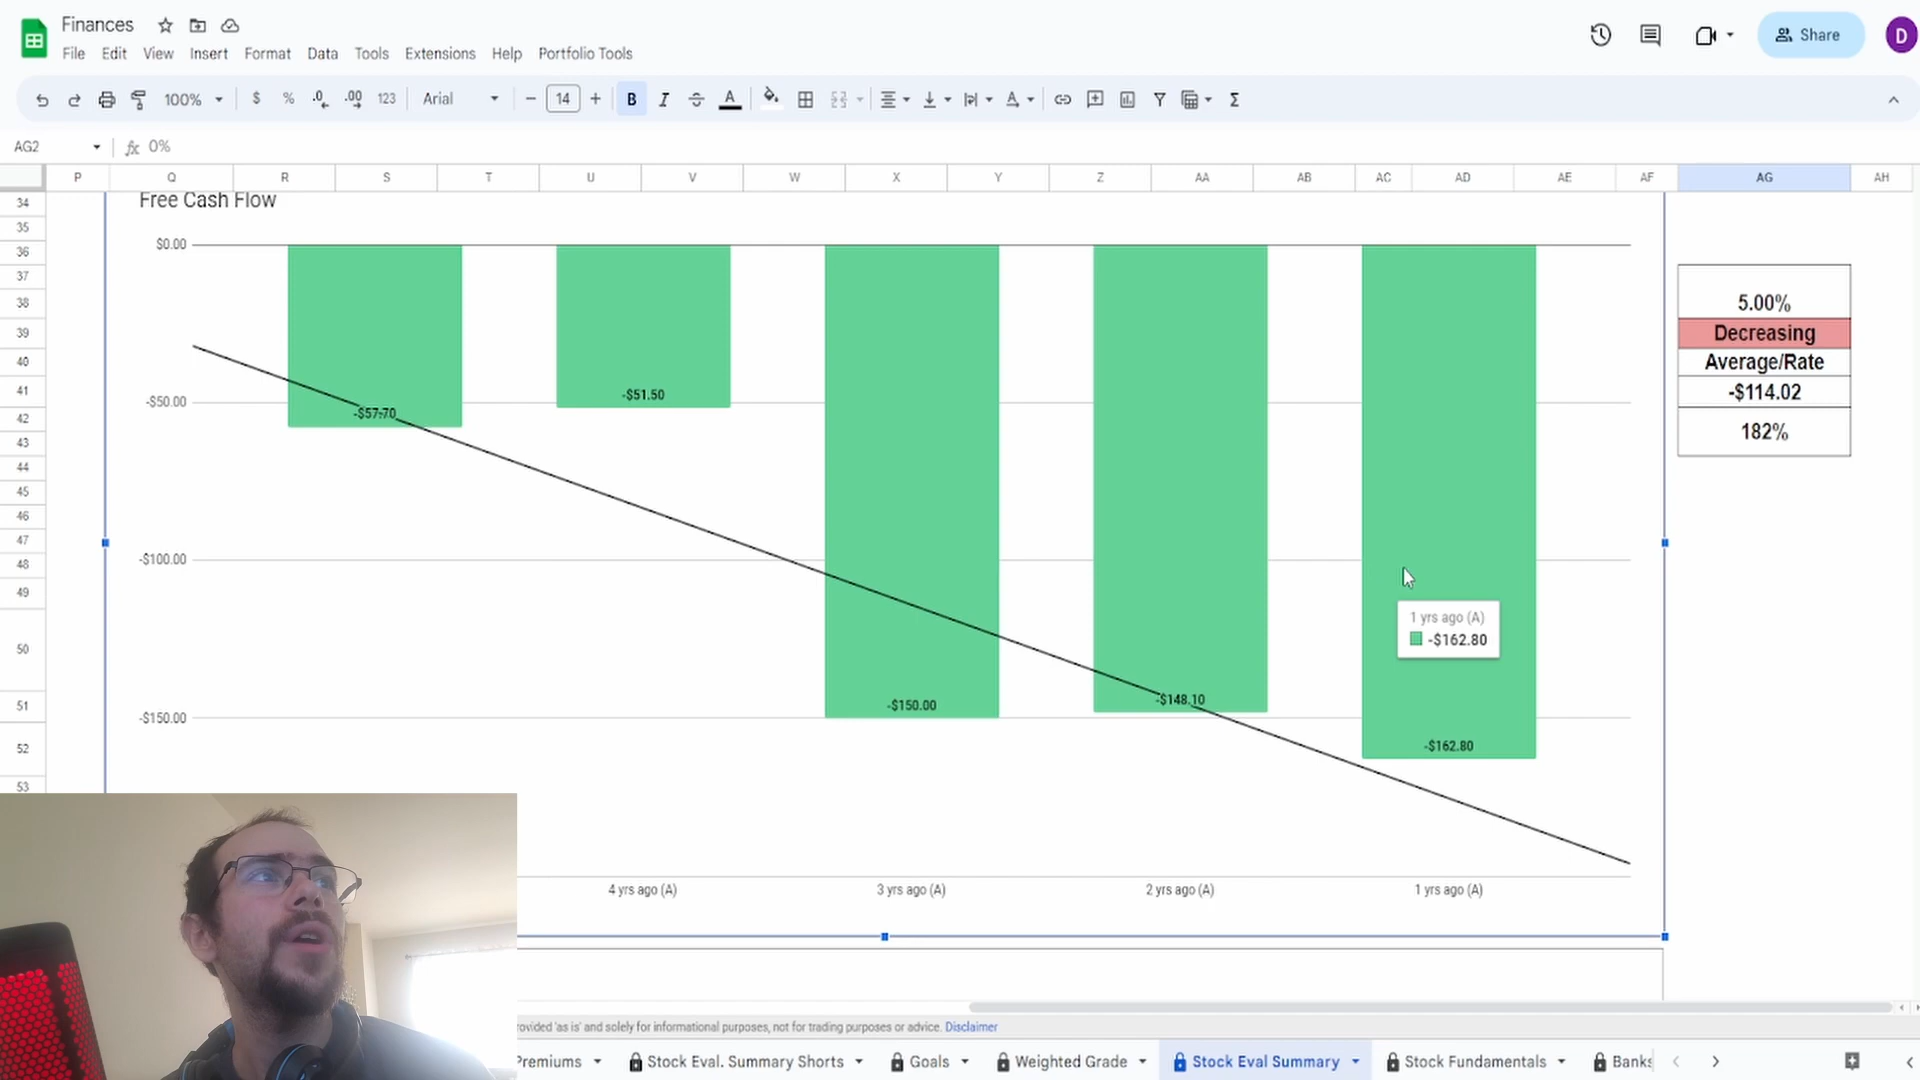 Finances
File Edit View Insert Format Data Tools Extensions Help Portfolio Tools
Share
D
100% $ % .0 .00 123 Arial 14 B I A Σ
AG2 fx 0%
P Q R S T U V W X Y Z AA AB AC AD AE AF AG AH
34
35
36
37
38
39
40
41
42
43
44
45
46
47
48
49
50
51
52
53
Free Cash Flow
$0.00
-$50.00
-$100.00
-$150.00
-$57.70
-$51.50
-$150.00
-$148.10
-$162.80
1 yrs ago (A)
-$162.80
4 yrs ago (A) 3 yrs ago (A) 2 yrs ago (A) 1 yrs ago (A)
5.00%
Decreasing
Average/Rate
-$114.02
182%
rovided 'as is' and solely for informational purposes, not for trading purposes or advice. Disclaimer
Premiums Stock Eval. Summary Shorts Goals Weighted Grade Stock Eval Summary Stock Fundamentals Banks